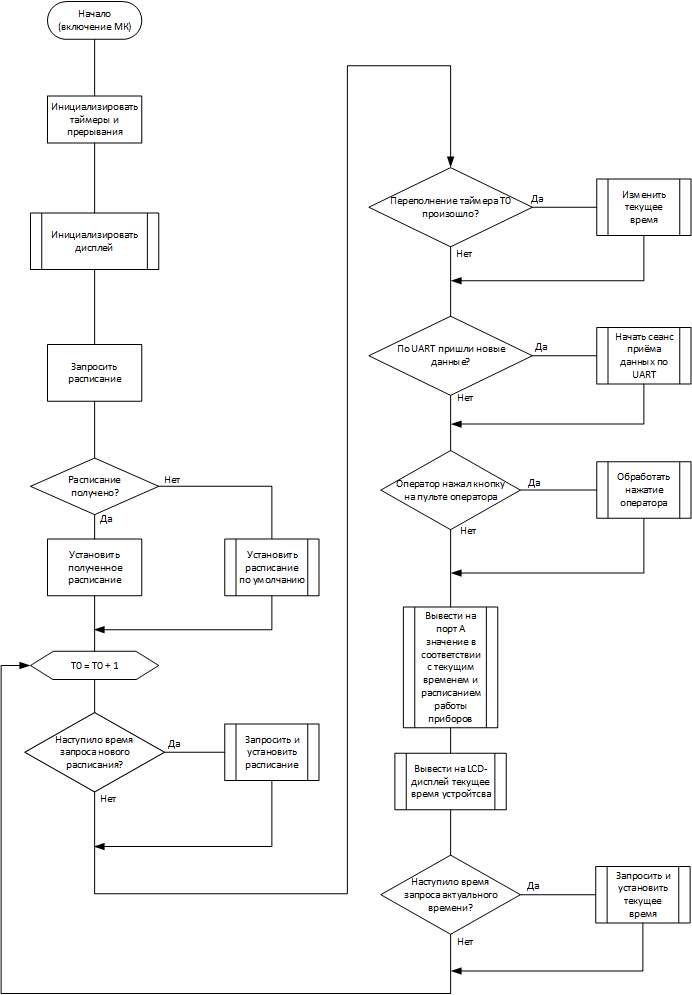 Начало
(включение МК)
Инициализировать
таймеры и
прерывания
Инициализировать
дисплей
Запросить
расписание
Расписание
получено?
Нет
Да
Установить
полученное
расписание
Установить
расписание
по умолчанию
T0 = T0 + 1
Наступило время
запроса нового
расписания?
Да
Нет
Запросить и
установить
расписание
Переполнение таймера T0
произошло?
Да
Нет
Изменить
текущее
время
По UART пришли новые
данные?
Да
Нет
Начать сеанс
приёма
данных по
UART
Оператор нажал кнопку
на пульте оператора
Да
Нет
Обработать
нажатие
оператора
Вывести на
порт А
значение в
соответствии
с текущим
временем и
расписанием
работы
приборов
Вывести на LCD-
дисплей текущее
время устройтсва
Наступило время
запроса актуального
времени?
Да
Нет
Запросить и
установить
текущее
время